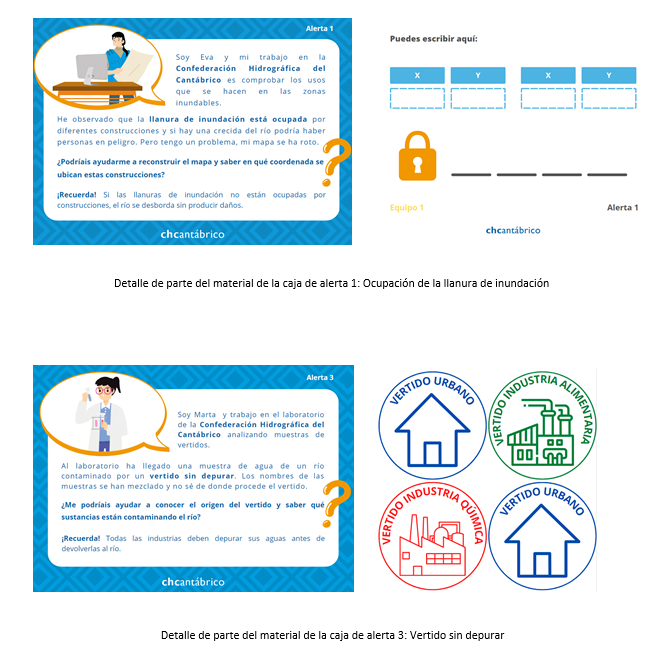 Alerta 1
Soy Eva y mi trabajo en la
Confederación Hidrográfica del
Cantábrico es comprobar los usos
que se hacen en las zonas
inundables.
He observado que la llanura de inundación está ocupada por
diferentes construcciones y si hay una crecida del río podría haber
personas en peligro. Pero tengo un problema, mi mapa se ha roto.
¿Podríais ayudarme a reconstruir el mapa y saber en qué coordenada se
ubican estas construcciones?
?
¡Recuerda! Si las llanuras de inundación no están ocupadas por
construcciones, el río se desborda sin producir daños.
chcantábrico
Puedes escribir aquí:
X Y X Y
Equipo 1
Alerta 1
chcantábrico
Detalle de parte del material de la caja de alerta 1: Ocupación de la llanura de inundación
Alerta 3
Soy Marta y trabajo en el laboratorio
de la Confederación Hidrográfica del
Cantábrico analizando muestras de
vertidos.
Al laboratorio ha llegado una muestra de agua de un río
contaminado por un vertido sin depurar. Los nombres de las
muestras se han mezclado y no sé de donde procede el vertido.
¿Me podríais ayudar a conocer el origen del vertido y saber qué
sustancias están contaminando el río?
?
¡Recuerda! Todas las industrias deben depurar sus aguas antes de
devolverlas al río.
chcantábrico
VERTIDO URBANO
VERTIDO INDUSTRIA ALIMENTARIA
VERTIDO INDUSTRIA QUÍMICA
VERTIDO URBANO
Detalle de parte del material de la caja de alerta 3: Vertido sin depurar